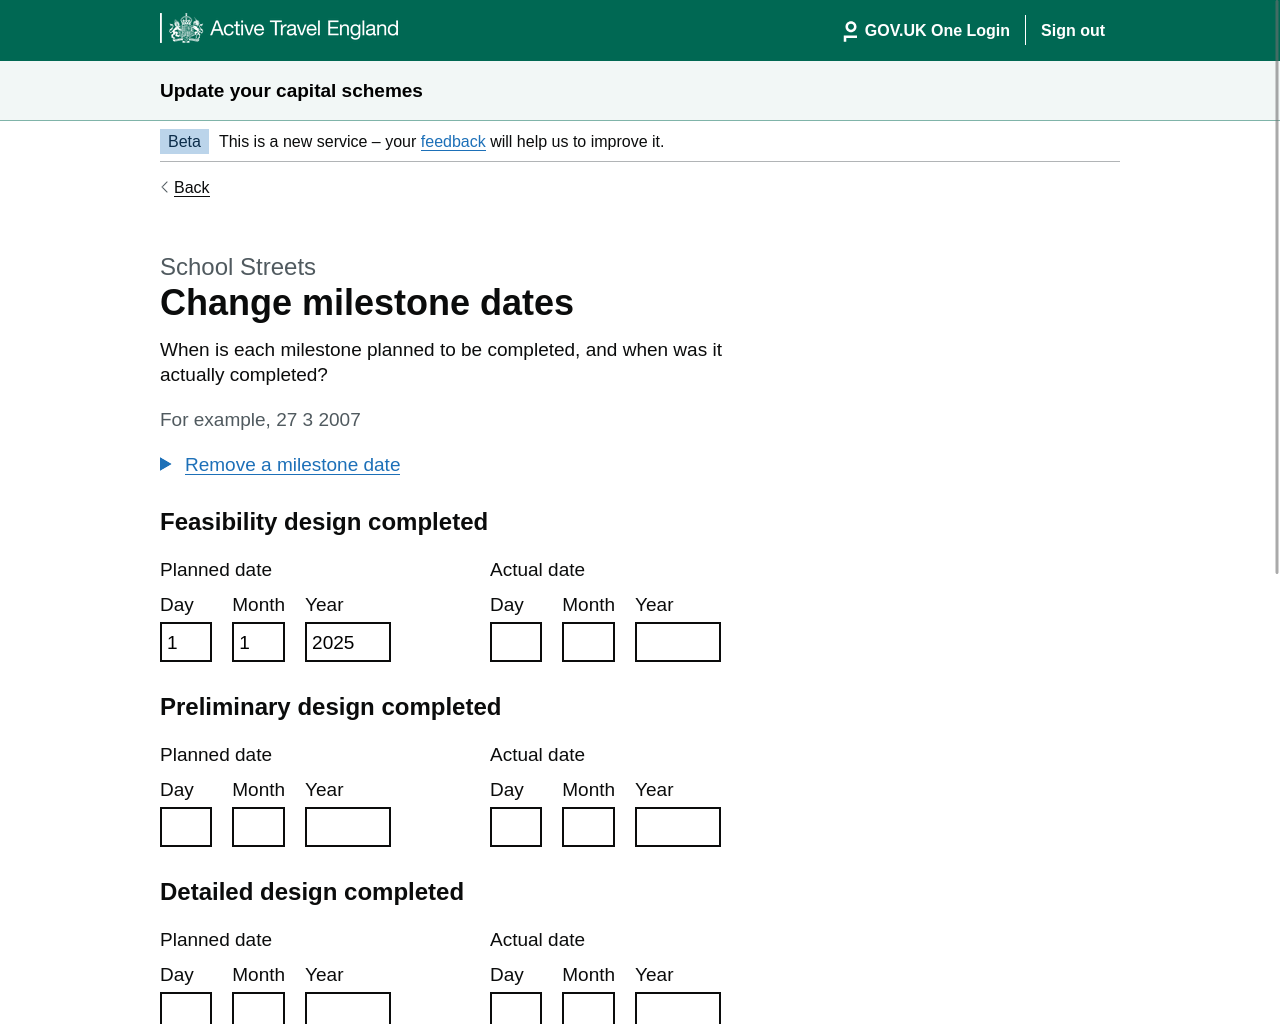 Active Travel England
GOV.UK One Login
Sign out
Update your capital schemes
Beta This is a new service – your feedback will help us to improve it.
Back
School Streets
Change milestone dates
When is each milestone planned to be completed, and when was it
actually completed?
For example, 27 3 2007
Remove a milestone date
Feasibility design completed
Planned date Actual date
Day Month Year Day Month Year
1 1 2025
Preliminary design completed
Planned date Actual date
Day Month Year Day Month Year
Detailed design completed
Planned date Actual date
Day Month Year Day Month Year